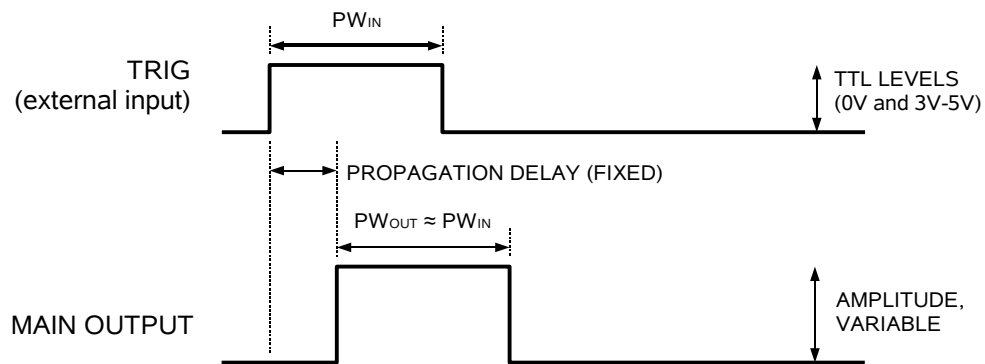 PWIN
TRIG
(external input)
TTL LEVELS
(0V and 3V-5V)
PROPAGATION DELAY (FIXED)
PWOUT ≈ PWIN
MAIN OUTPUT
AMPLITUDE,
VARIABLE